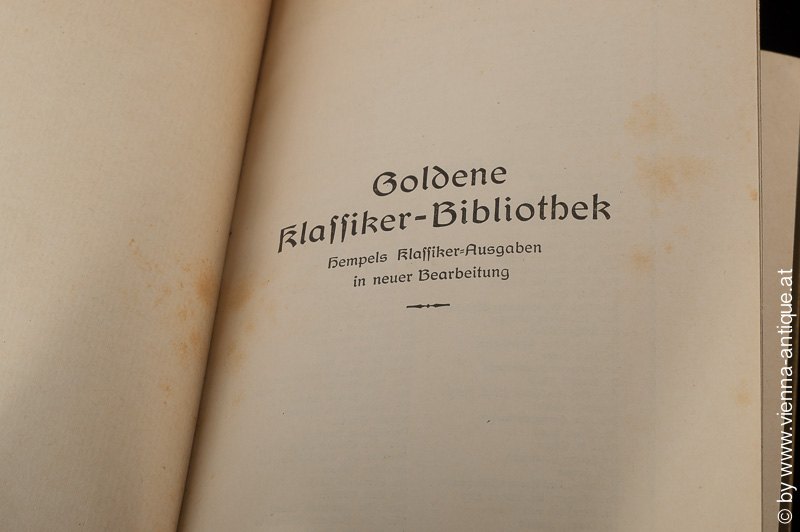 Goldene
Klaſſiker-Bibliothek
Hempels Klaſſiker-Ausgaben
in neuer Bearbeitung
© by www.vienna-antique.at